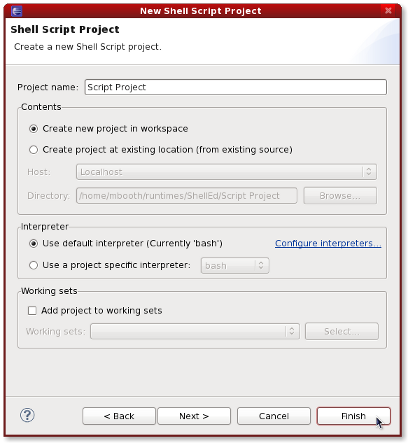 New Shell Script Project
Shell Script Project
Create a new Shell Script project.
Project name: Script Project
Contents
Create new project in workspace
Create project at existing location (from existing source)
Host: Localhost
Directory: /home/mbooth/runtimes/ShellEd/Script Project Browse...
Interpreter
Use default interpreter (Currently 'bash') Configure interpreters...
Use a project specific interpreter: bash
Working sets
Add project to working sets
Working sets: Select...
? < Back Next > Cancel Finish